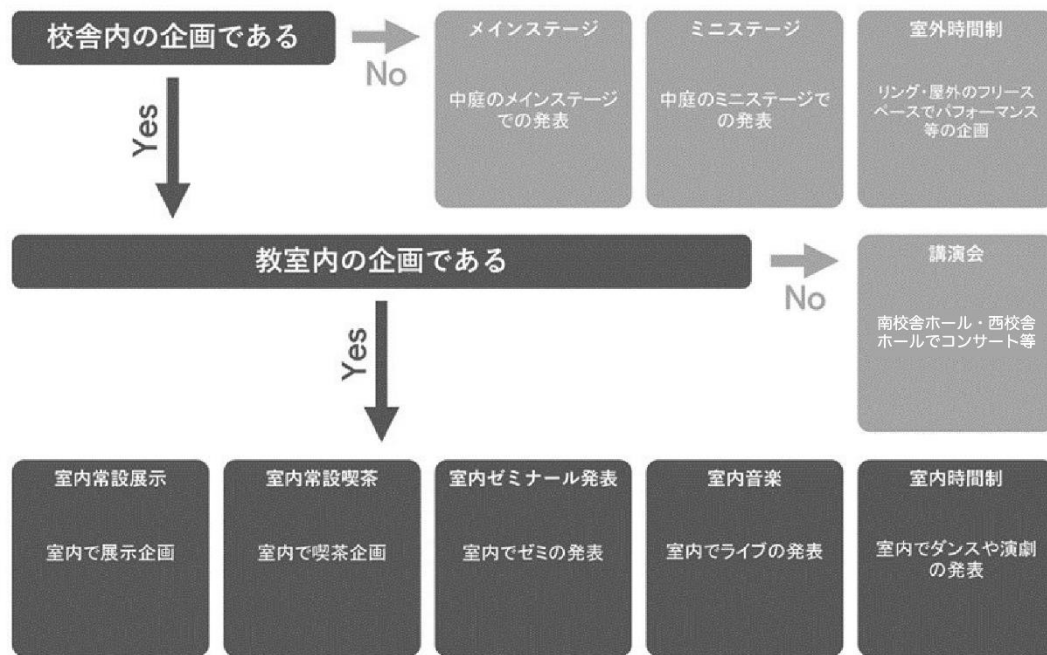 校舎内の企画である
No
Yes
メインステージ
中庭のメインステージ
での発表
ミニステージ
中庭のミニステージで
の発表
室外時間制
リング・屋外のフリース
ペースでパフォーマンス
等の企画
教室内の企画である
No
Yes
講演会
南校舎ホール・西校舎
ホールでコンサート等
室内常設展示
室内で展示企画
室内常設喫茶
室内で喫茶企画
室内ゼミナール発表
室内でゼミの発表
室内音楽
室内でライブの発表
室内時間制
室内でダンスや演劇
の発表